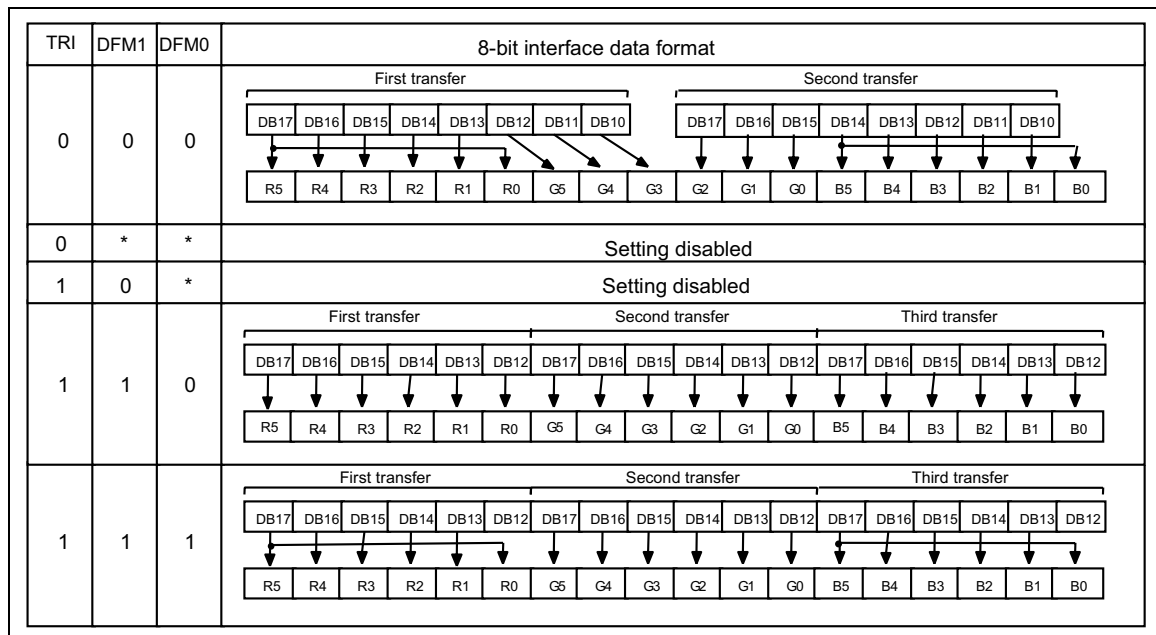 TRI DFM1 DFM0 8-bit interface data format
First transfer Second transfer
DB17 DB16 DB15 DB14 DB13 DB12 DB11 DB10 DB17 DB16 DB15 DB14 DB13 DB12 DB11 DB10
0 0 0
R5 R4 R3 R2 R1 R0 G5 G4 G3 G2 G1 G0 B5 B4 B3 B2 B1 B0
0 * * Setting disabled
1 0 * Setting disabled
First transfer Second transfer Third transfer
DB17 DB16 DB15 DB14 DB13 DB12 DB17 DB16 DB15 DB14 DB13 DB12 DB17 DB16 DB15 DB14 DB13 DB12
1 1 0
R5 R4 R3 R2 R1 R0 G5 G4 G3 G2 G1 G0 B5 B4 B3 B2 B1 B0
First transfer Second transfer Third transfer
DB17 DB16 DB15 DB14 DB13 DB12 DB17 DB16 DB15 DB14 DB13 DB12 DB17 DB16 DB15 DB14 DB13 DB12
1 1 1
R5 R4 R3 R2 R1 R0 G5 G4 G3 G2 G1 G0 B5 B4 B3 B2 B1 B0